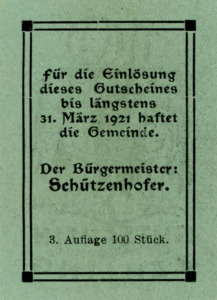 Für die Einlösung
dieses Gutscheines
bis längstens
31. März 1921 haftet
die Gemeinde.
Der Bürgermeister:
Schützenhofer.
3. Auflage 100 Stück.